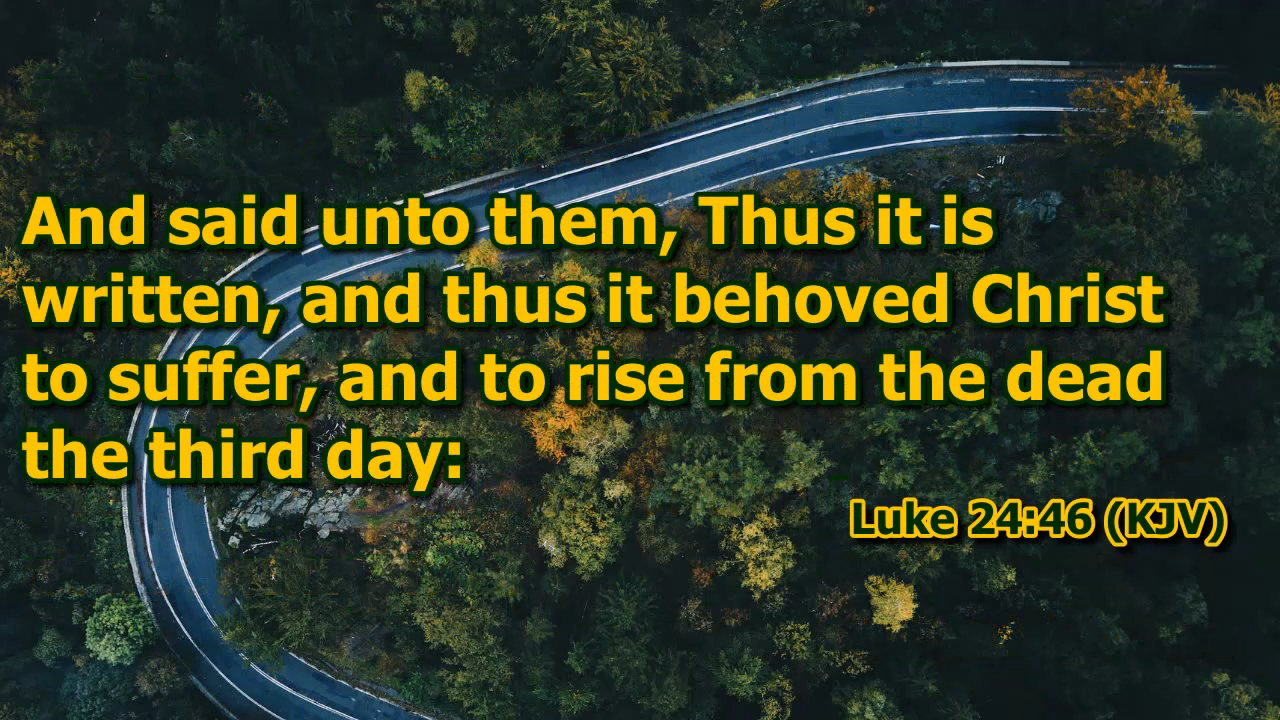 And said unto them, Thus it is
written, and thus it behoved Christ
to suffer, and to rise from the dead
the third day:
Luke 24:46 (KJV)